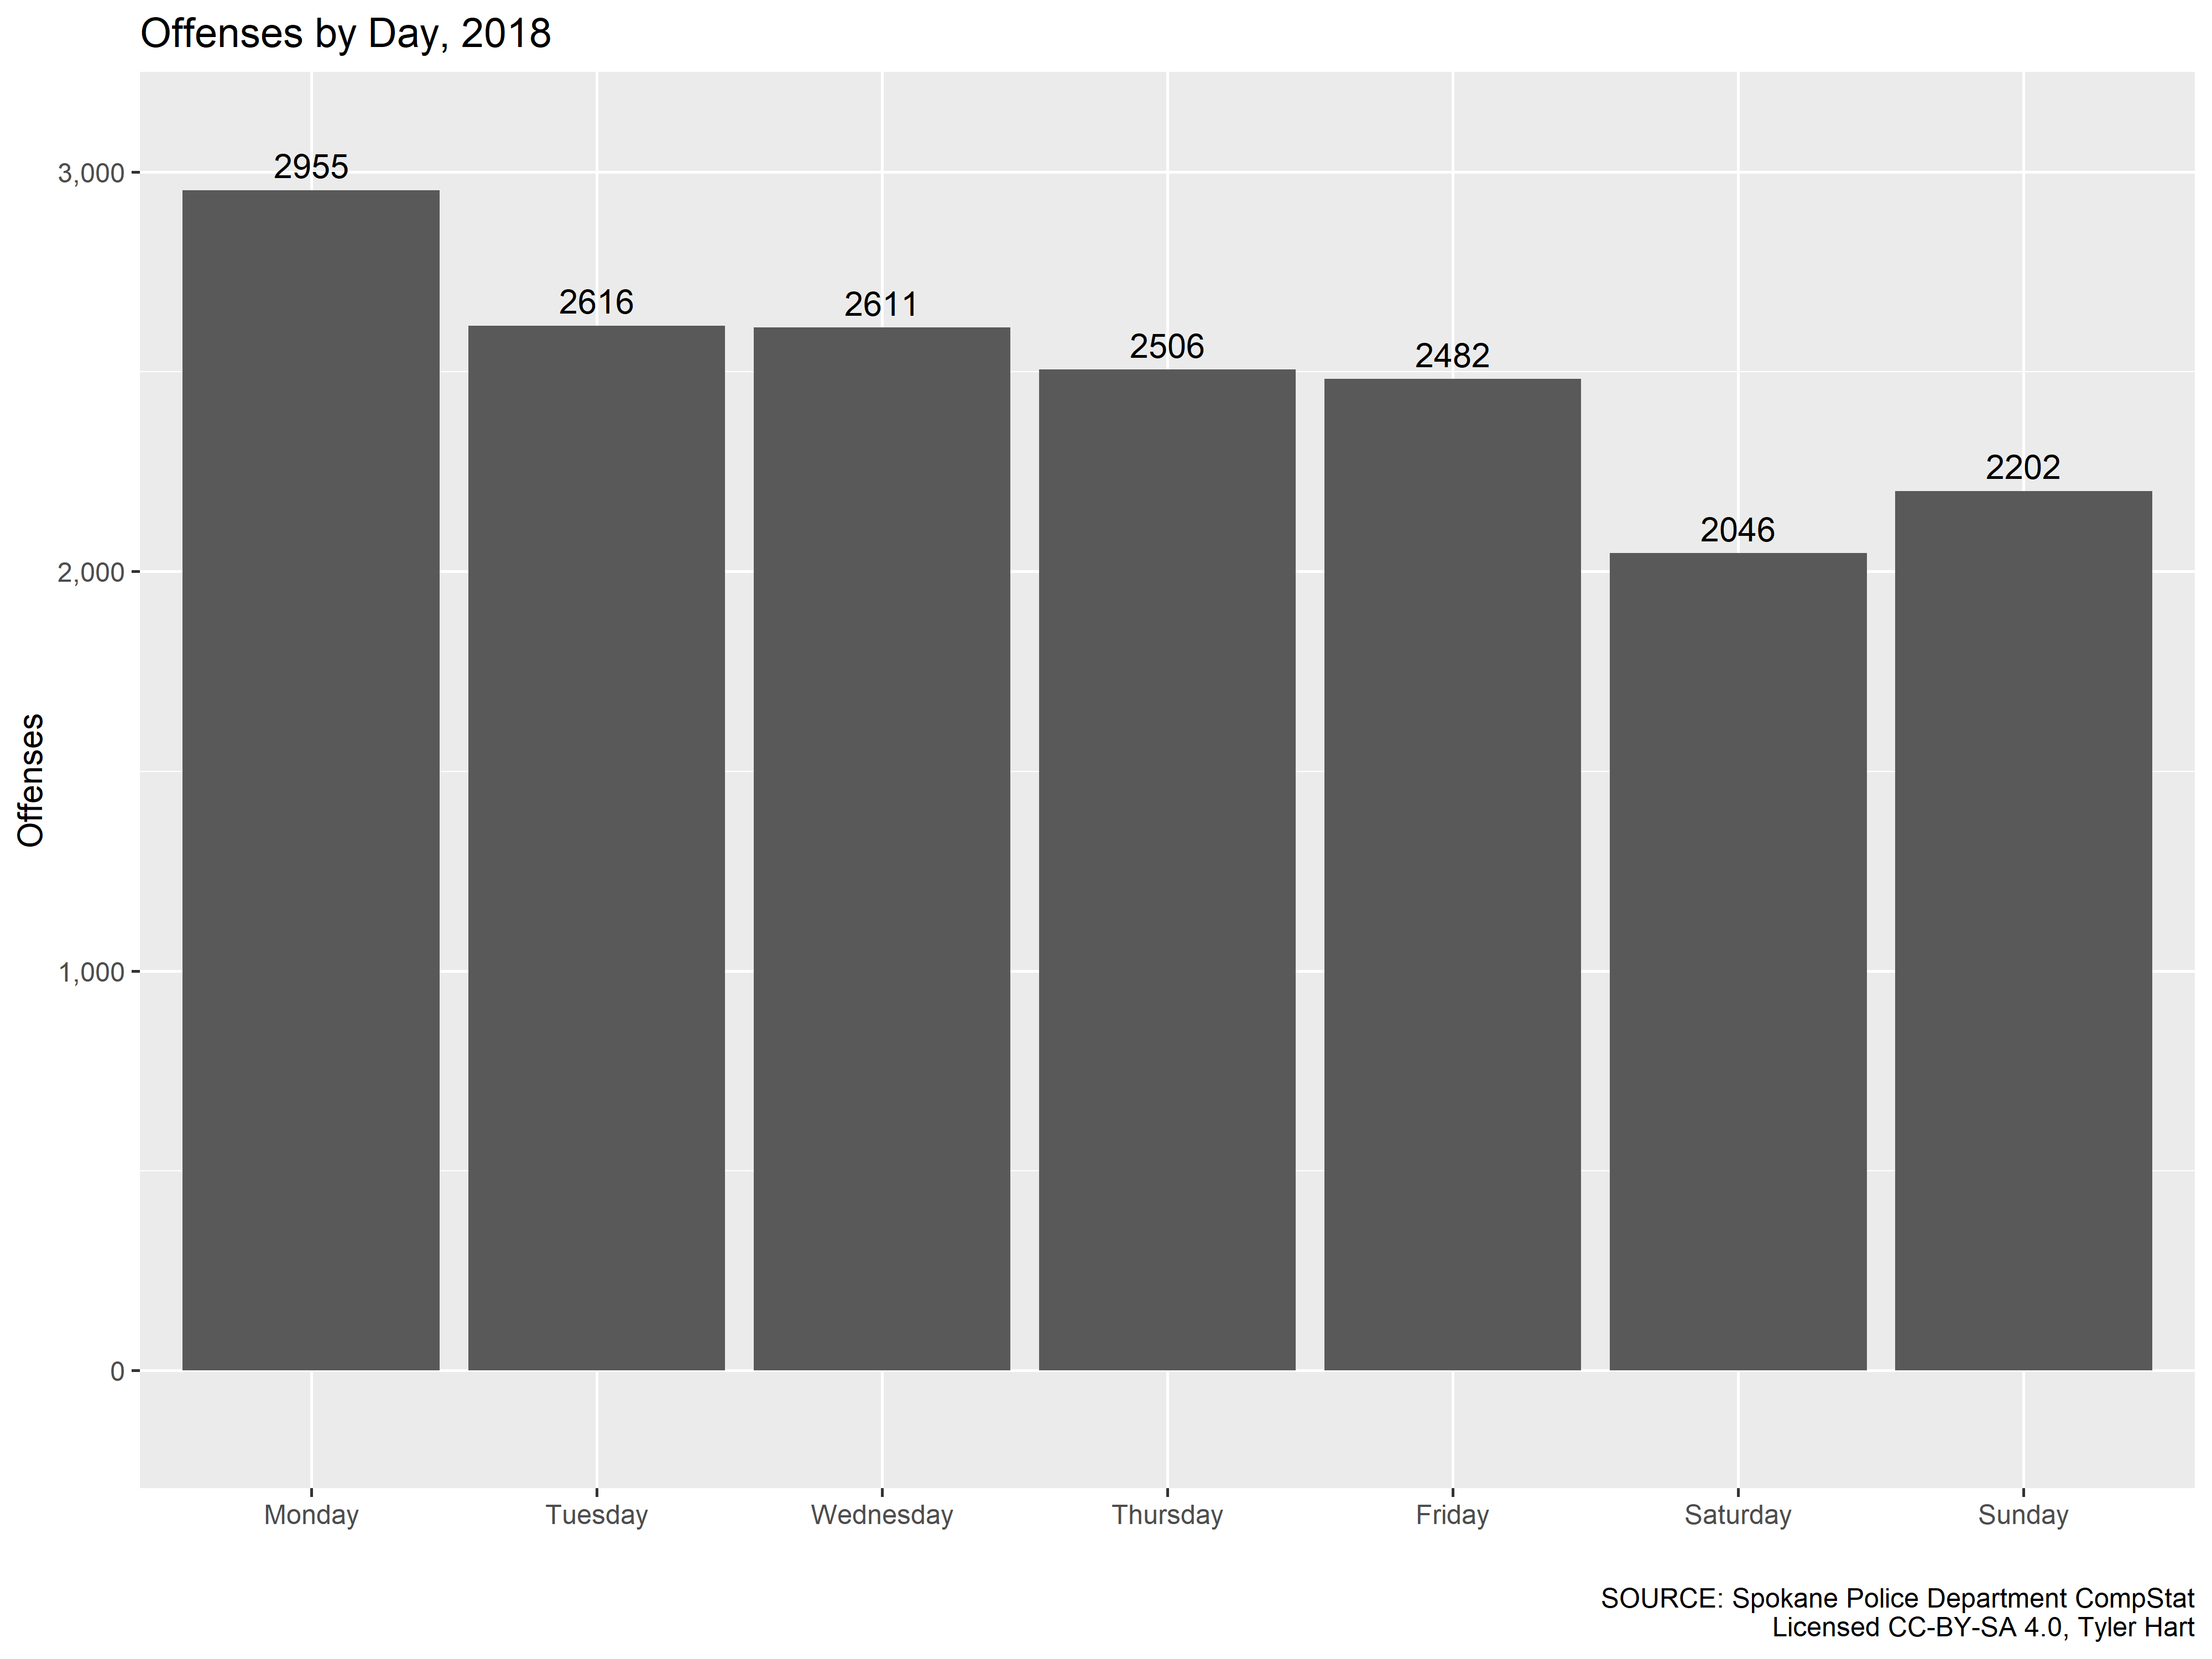 Offenses by Day, 2018
3,000
2,000
1,000
0
Offenses
2955
2616
2611
2506
2482
2046
2202
Monday
Tuesday
Wednesday
Thursday
Friday
Saturday
Sunday
SOURCE: Spokane Police Department CompStat
Licensed CC-BY-SA 4.0, Tyler Hart